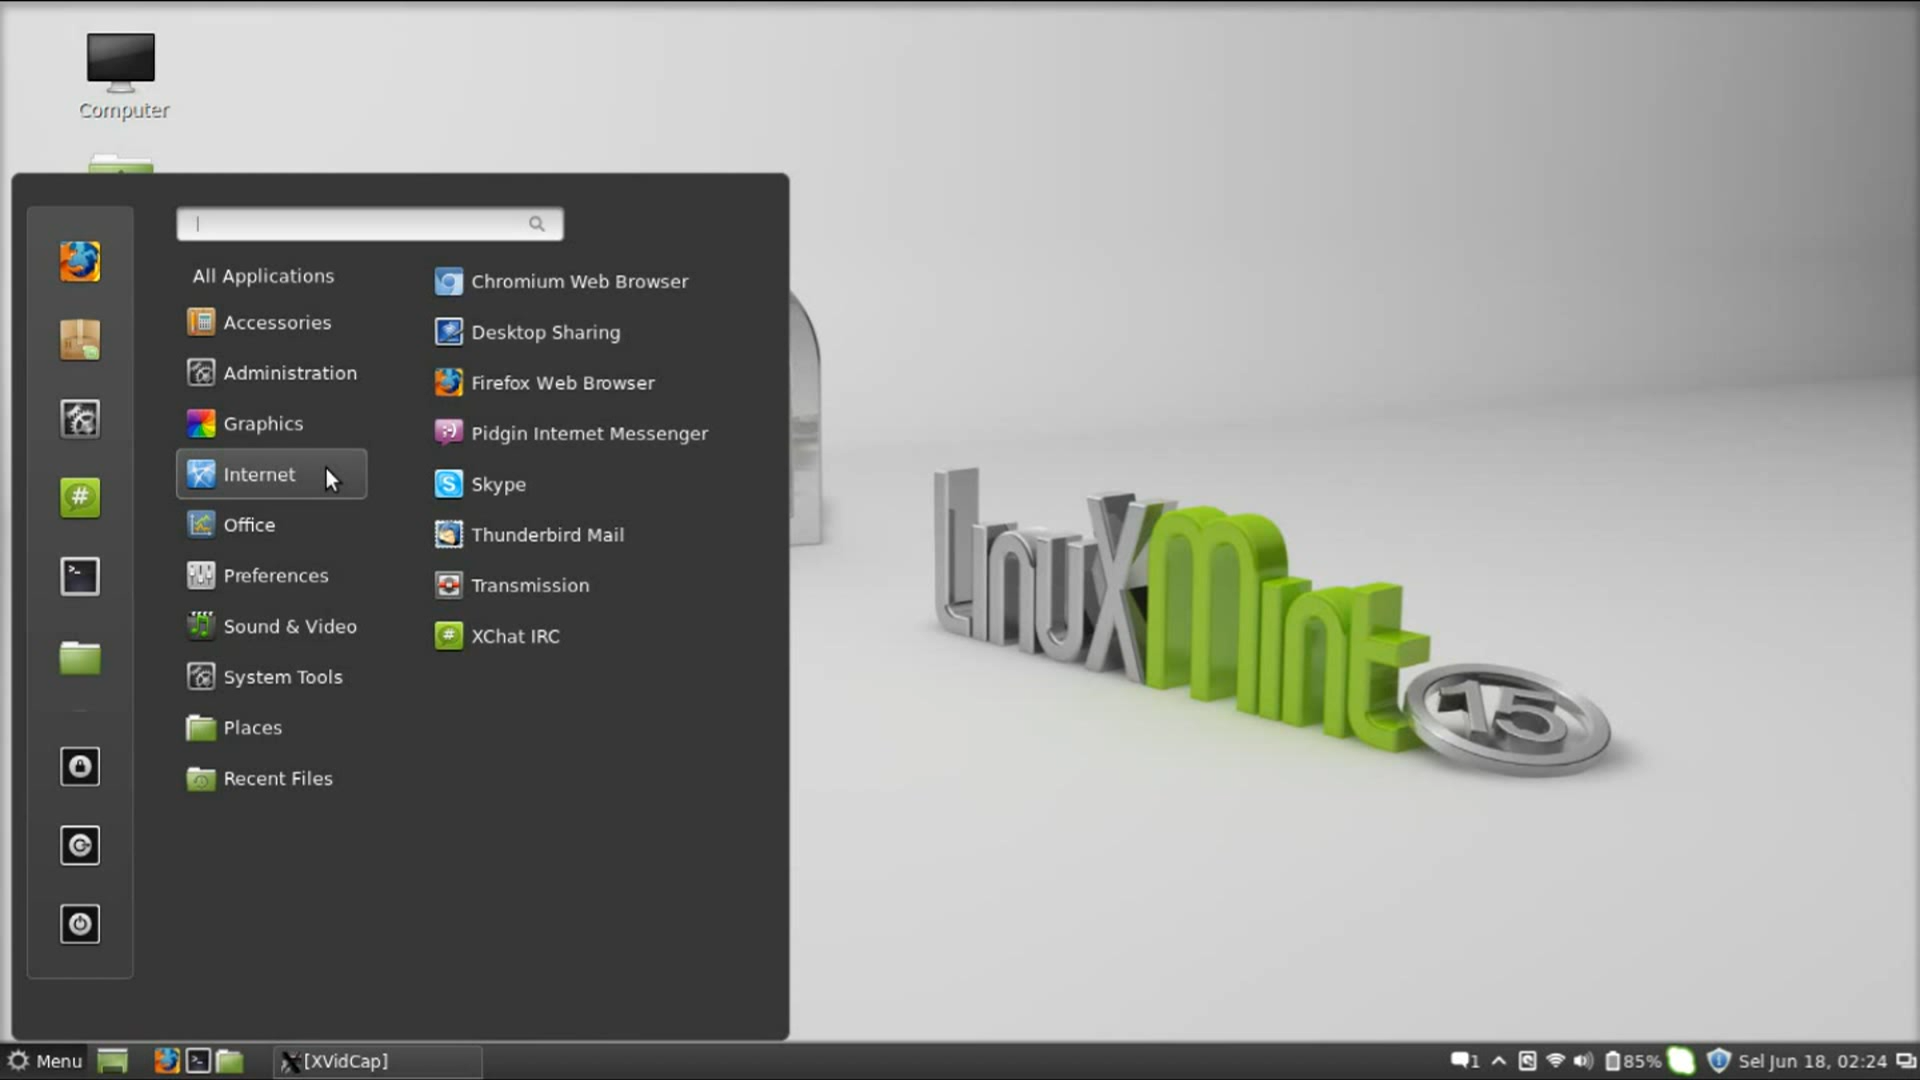 Computer
All Applications
Accessories
Administration
Graphics
Internet
Office
Preferences
Sound & Video
System Tools
Places
Recent Files
Chromium Web Browser
Desktop Sharing
Firefox Web Browser
Pidgin Internet Messenger
Skype
Thunderbird Mail
Transmission
XChat IRC
LinuxMint 15
Menu
[XVidCap]
1
85%
Sel Jun 18, 02:24